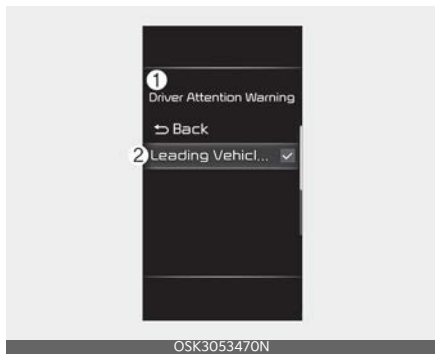 1
Driver Attention Warning
Back
2 Leading Vehicl...
OSK3053470N